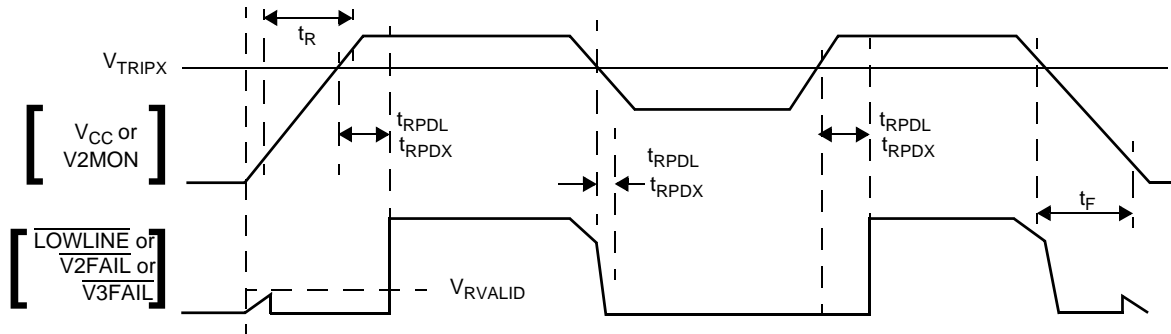 t_R
V_TRIPX
V_CC or
V2MON
t_RPDL
t_RPDX
t_RPDL
t_RPDX
t_RPDL
t_RPDX
t_F
LOWLINE or
V2FAIL or
V3FAIL
V_RVALID